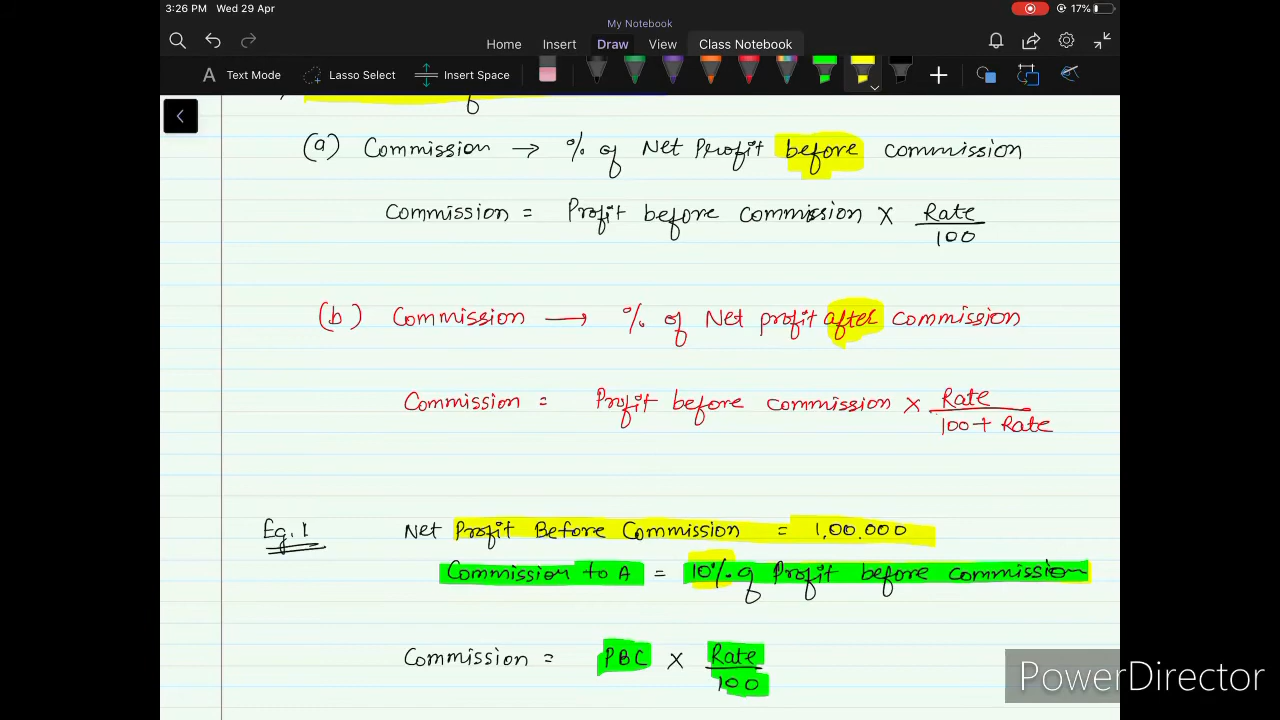 3:26 PM Wed 29 Apr
17%
My Notebook
Home Insert Draw View Class Notebook
A Text Mode Lasso Select Insert Space
(a) Commission → % of Net Profit before commission
Commission = Profit before commission × Rate/100
(b) Commission → % of Net profit after commission
Commission = Profit before commission × Rate/100 + Rate
Eg. 1 Net Profit Before Commission = 1,00,000
Commission to A = 10% of Profit before commission
Commission = PBC × Rate/100
PowerDirector